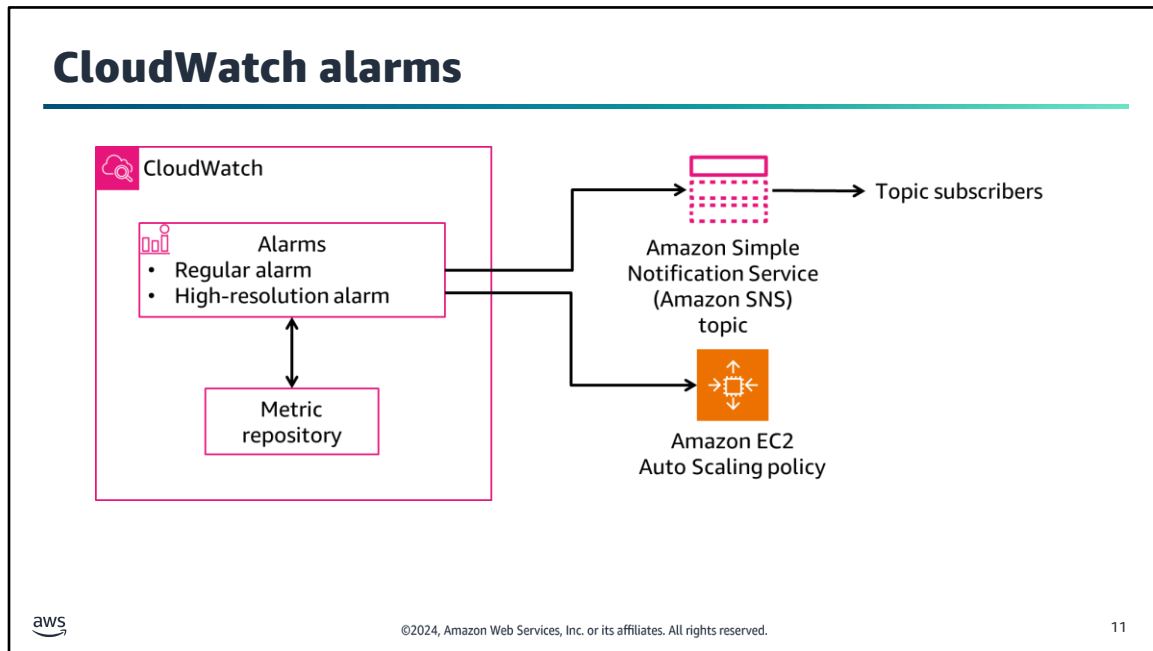 CloudWatch alarms
CloudWatch
Alarms
• Regular alarm
• High-resolution alarm
Metric
repository
Topic subscribers
Amazon Simple
Notification Service
(Amazon SNS)
topic
Amazon EC2
Auto Scaling policy
aws
©2024, Amazon Web Services, Inc. or its affiliates. All rights reserved.
11